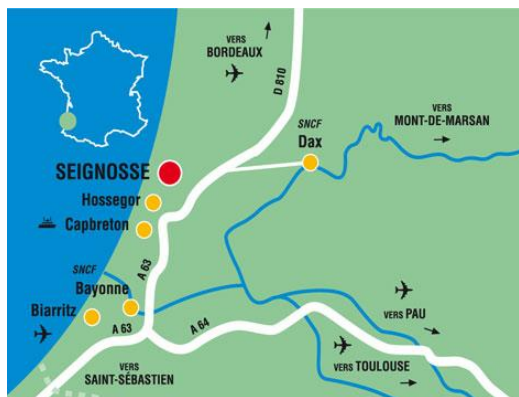 VERS
BORDEAUX
D 810
VERS
MONT-DE-MARSAN
SNCF
Dax
SEIGNOSSE
Hossegor
Capbreton
A 63
SNCF
Bayonne
Biarritz
A 63
A 64
VERS PAU
VERS
SAINT-SÉBASTIEN
VERS TOULOUSE